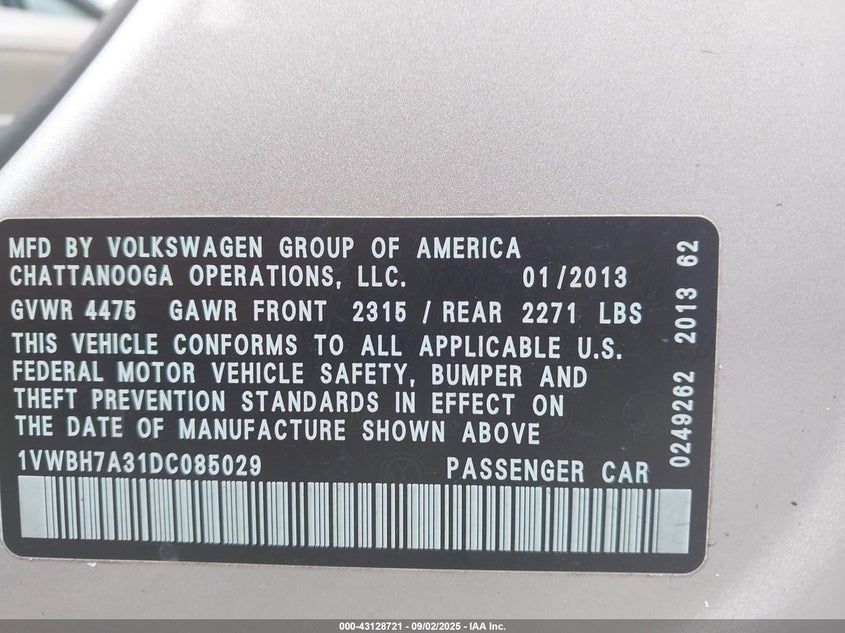 MFD BY VOLKSWAGEN GROUP OF AMERICA
CHATTANOOGA OPERATIONS, LLC. 01/2013
GVWR 4475 GAWR FRONT 2315 / REAR 2271 LBS
THIS VEHICLE CONFORMS TO ALL APPLICABLE U.S.
FEDERAL MOTOR VEHICLE SAFETY, BUMPER AND
THEFT PREVENTION STANDARDS IN EFFECT ON
THE DATE OF MANUFACTURE SHOWN ABOVE
1VWBH7A31DC085029 PASSENGER CAR
0249262 2013 62
000-43128721 - 09/02/2025 - IAA Inc.